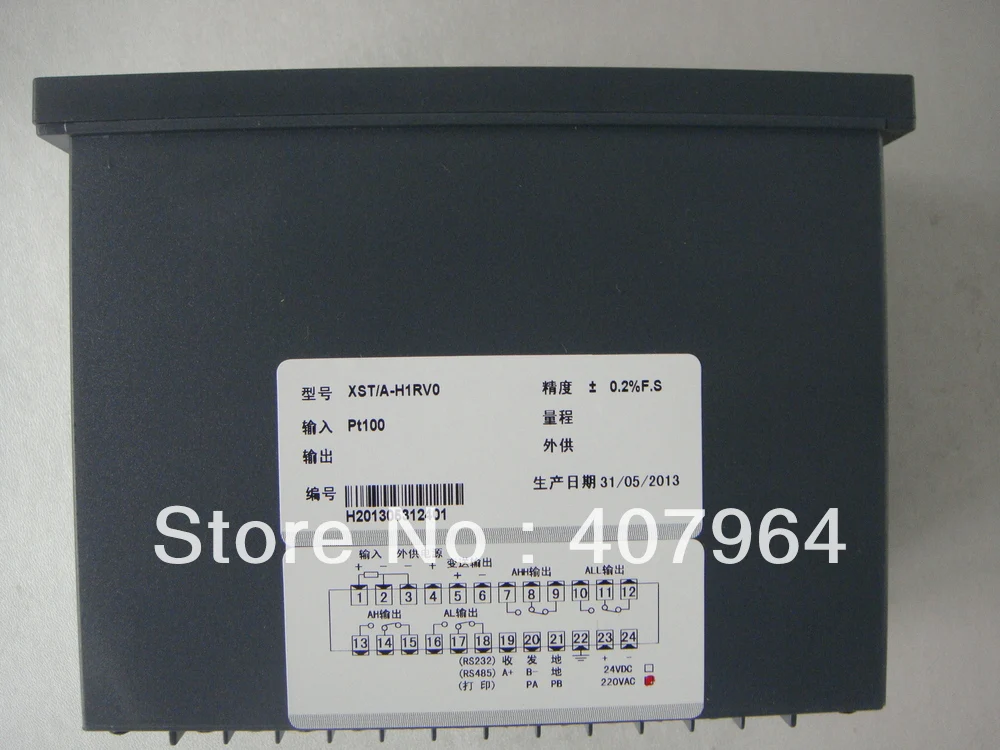 型号 XST/A-H1RV0 精度 ± 0.2%F.S
输入 Pt100 量程
输出 外供
编号 生产日期 31/05/2013
H201305312401
Store No : 407964
输入 外供电源 变送输出 AHH输出 ALL输出
+ − − + + −
1 2 3 4 5 6 7 8 9 10 11 12
AH输出 AL输出
13 14 15 16 17 18 19 20 21 22 23 24
(RS232) 收 发 地 + −
(RS485) A+ B- 地 24VDC
(打印) PA PB 220VAC